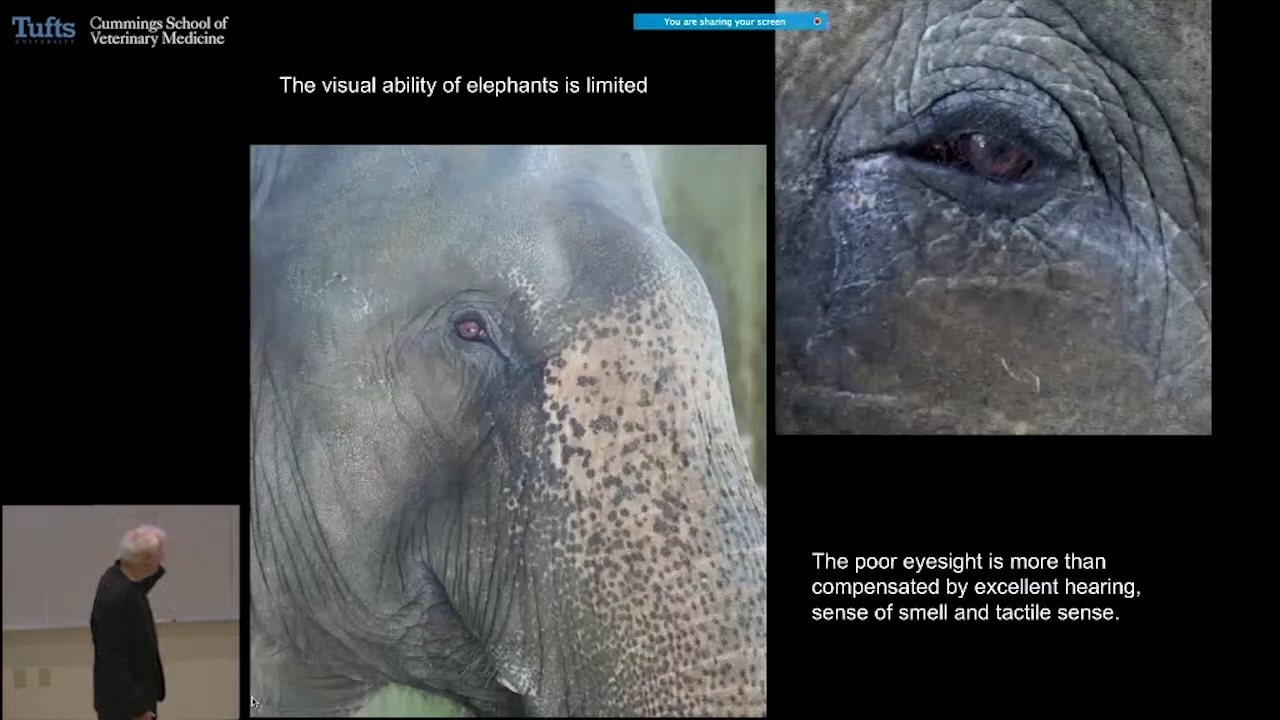 Tufts
UNIVERSITY
Cummings School of
Veterinary Medicine
You are sharing your screen
The visual ability of elephants is limited
The poor eyesight is more than
compensated by excellent hearing,
sense of smell and tactile sense.